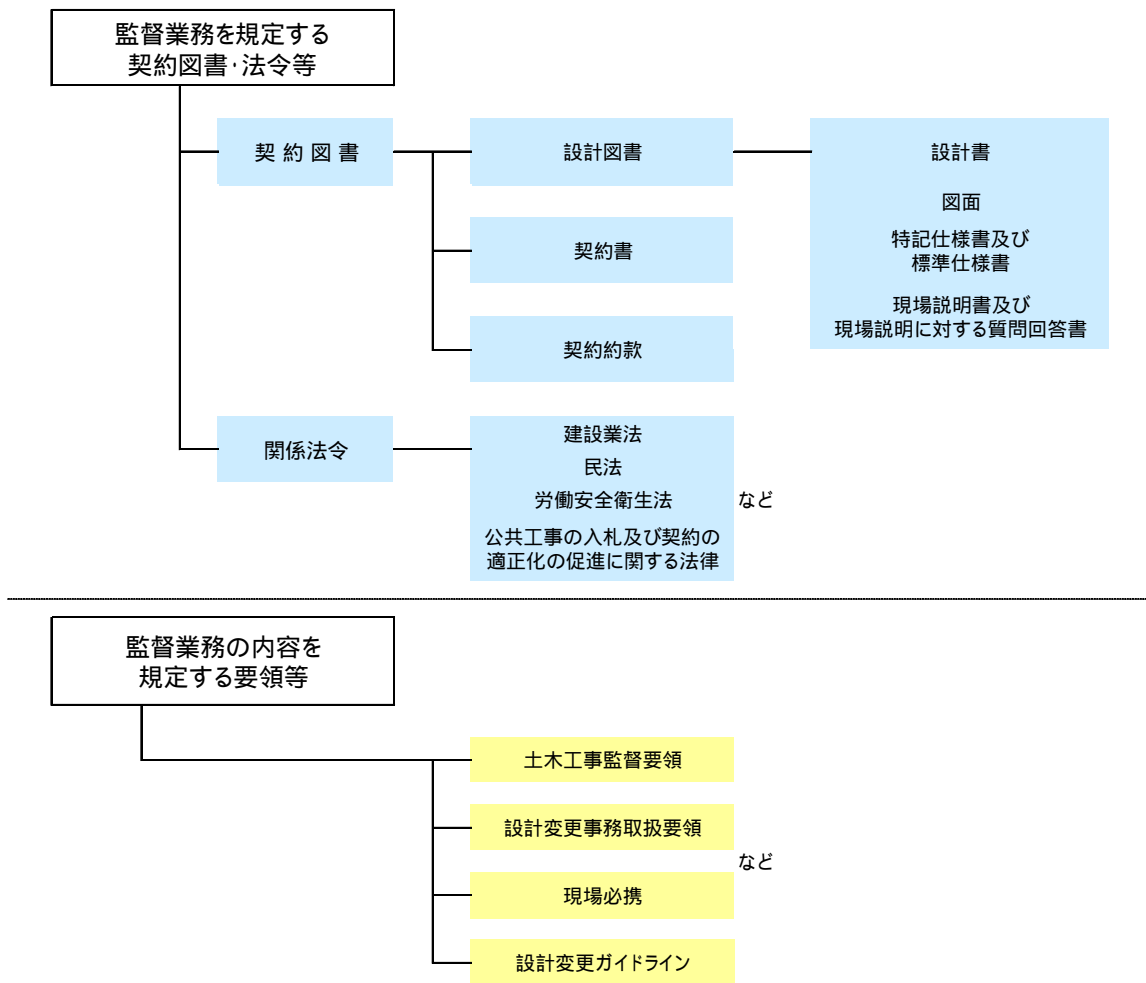 監督業務を規定する
契約図書・法令等
契約図書
設計図書
設計書
図面
特記仕様書及び
標準仕様書
現場説明書及び
現場説明に対する質問回答書
契約書
契約約款
関係法令
建設業法
民法
労働安全衛生法
公共工事の入札及び契約の
適正化の促進に関する法律
など
監督業務の内容を
規定する要領等
土木工事監督要領
設計変更事務取扱要領
現場必携
設計変更ガイドライン
など